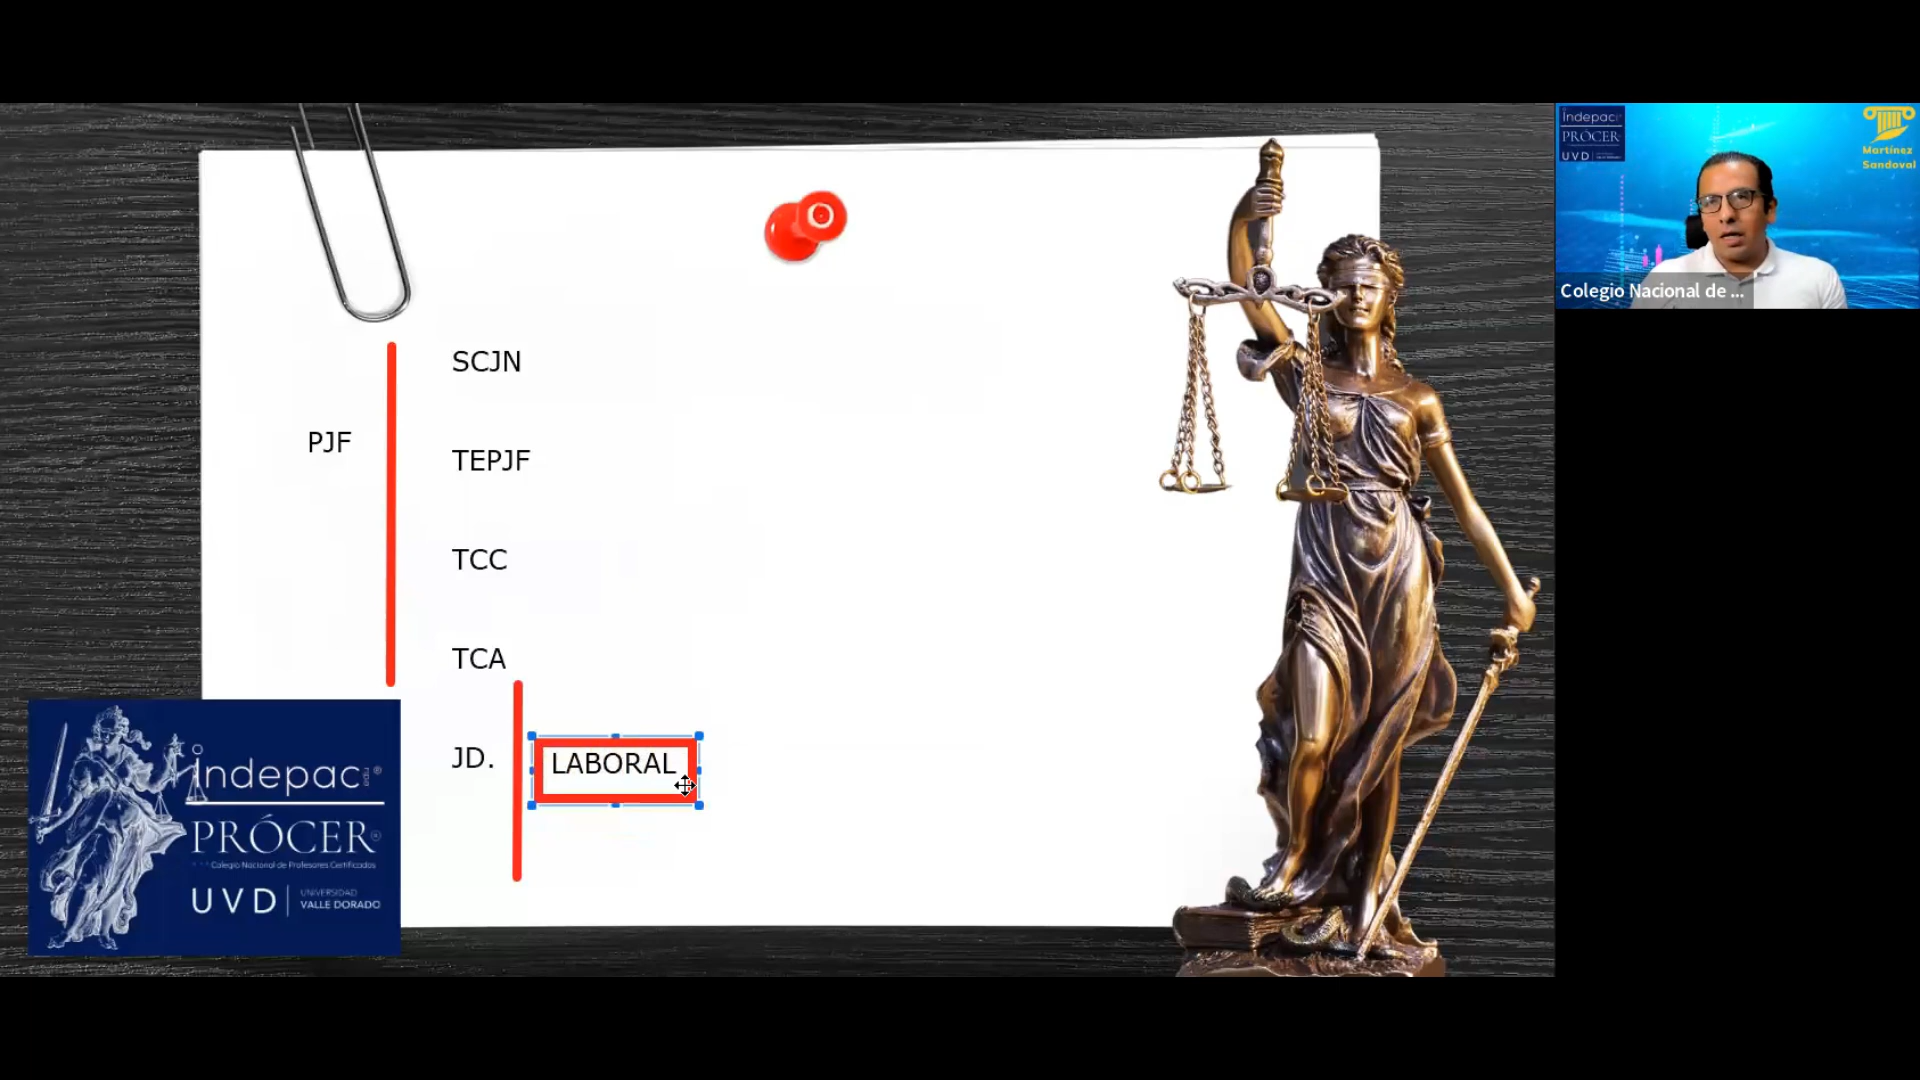 SCJN
PJF
TEPJF
TCC
TCA
JD.
LABORAL
indepac®
PRÓCER®
Colegio Nacional de Profesores Certificados
UVD
UNIVERSIDAD
VALLE DORADO
indepac
PRÓCER
UVD
Martínez
Sandoval
Colegio Nacional de ...